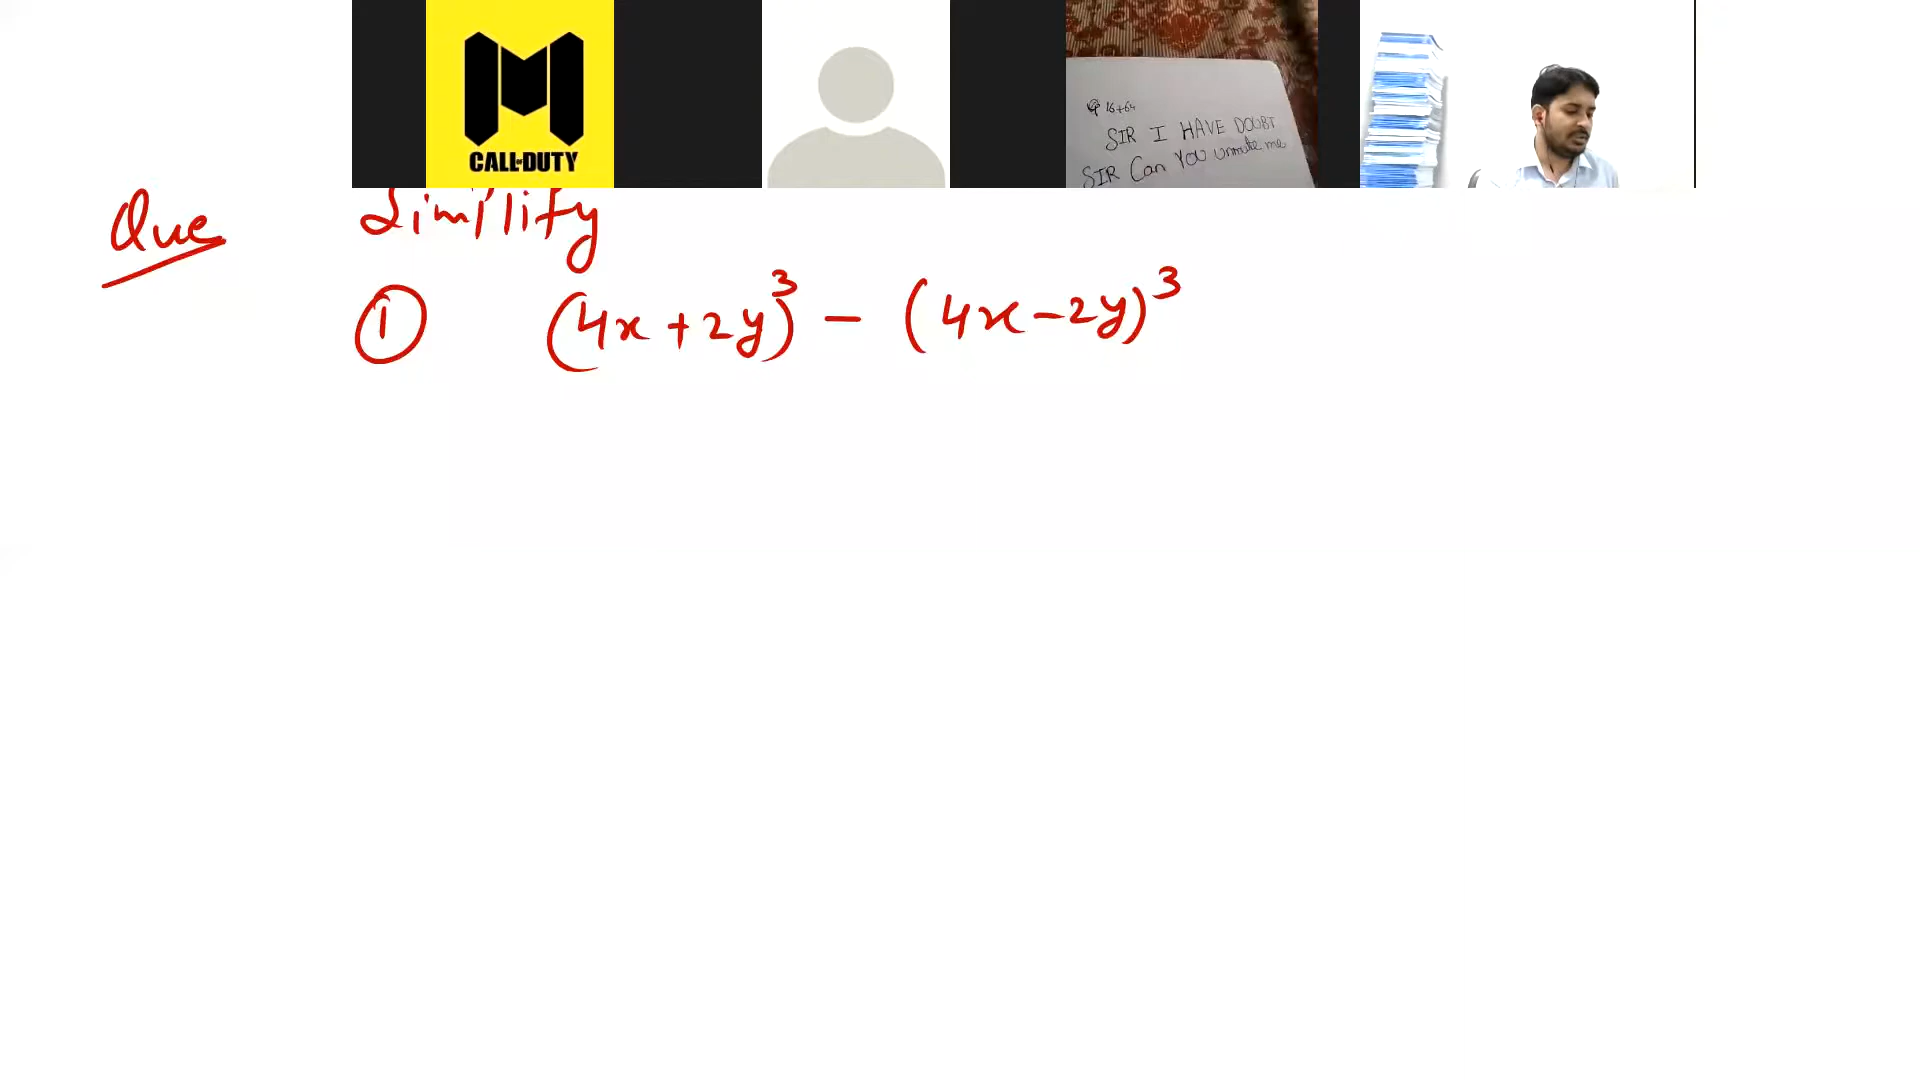 CALL OF DUTY
16+64
SIR I HAVE DOUBT
SIR Can YOU unmute me
Que Simplify
① (4x+2y)³ − (4x−2y)³